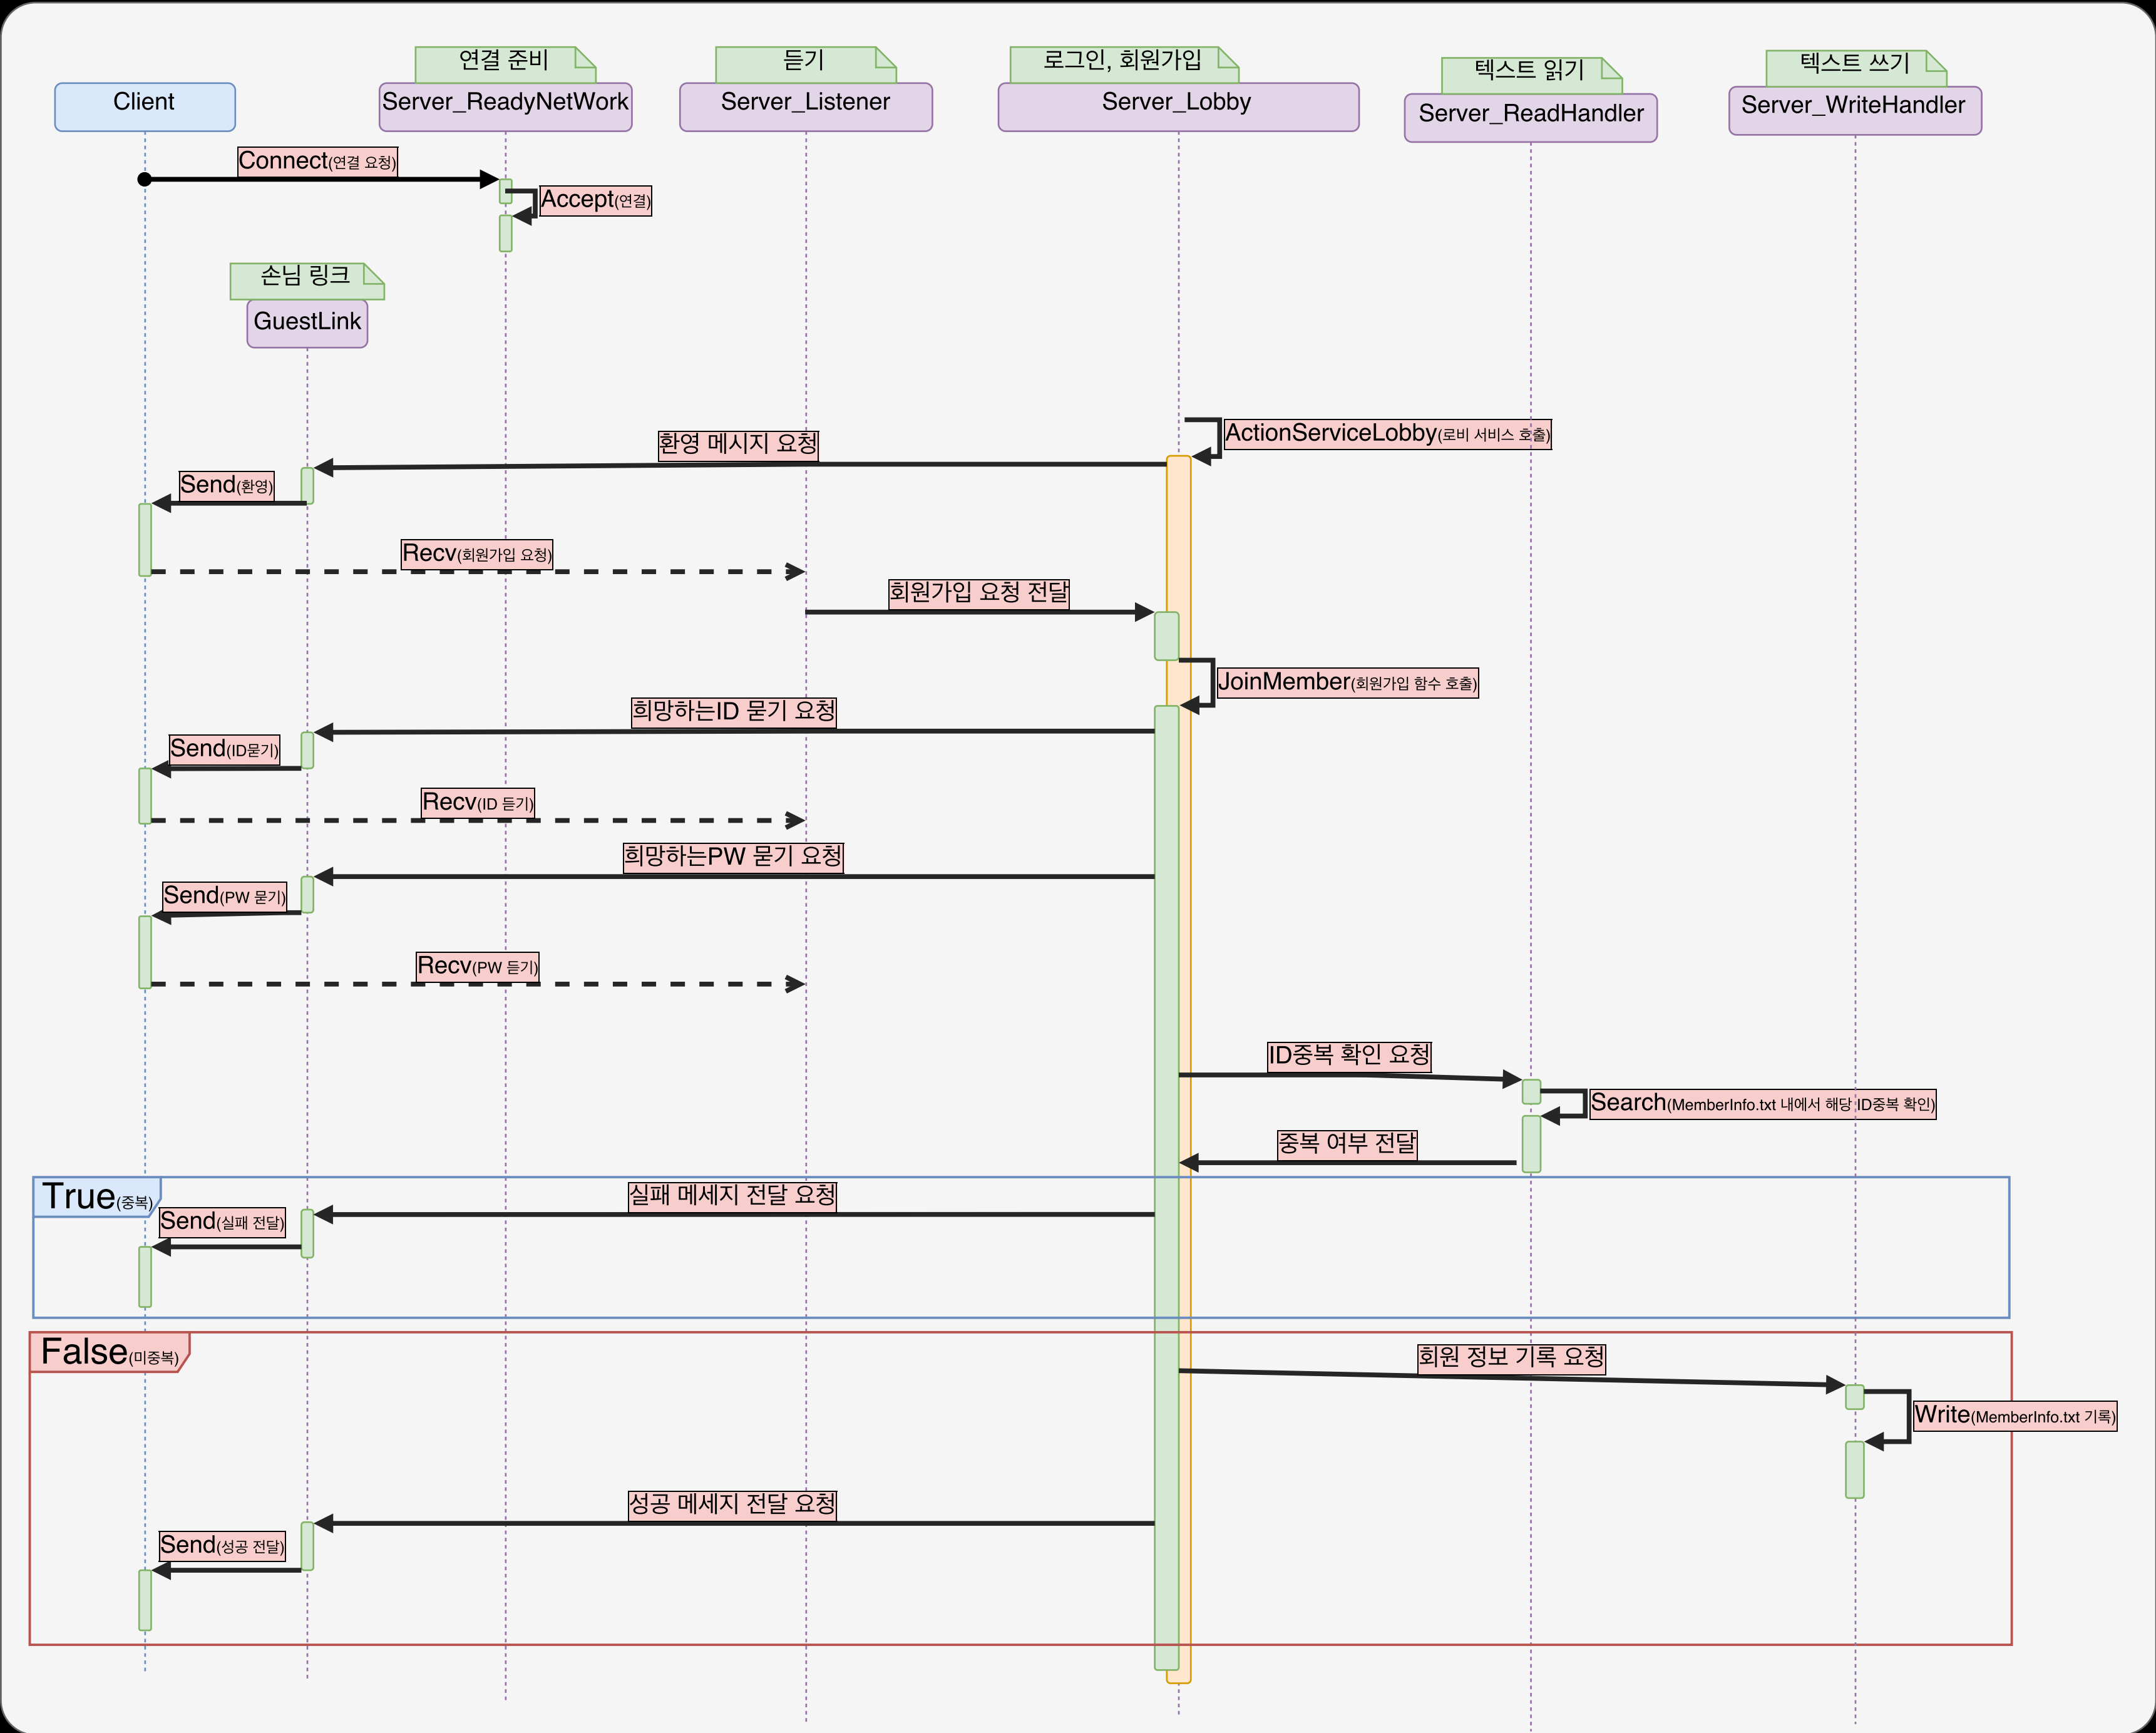 연결 준비
듣기
로그인, 회원가입
텍스트 읽기
텍스트 쓰기
Client
Server_ReadyNetWork
Server_Listener
Server_Lobby
Server_ReadHandler
Server_WriteHandler
Connect(연결 요청)
Accept(연결)
손님 링크
GuestLink
ActionServiceLobby(로비 서비스 호출)
환영 메시지 요청
Send(환영)
Recv(회원가입 요청)
회원가입 요청 전달
JoinMember(회원가입 함수 호출)
희망하는ID 묻기 요청
Send(ID묻기)
Recv(ID 듣기)
희망하는PW 묻기 요청
Send(PW 묻기)
Recv(PW 듣기)
ID중복 확인 요청
Search(MemberInfo.txt 내에서 해당 ID중복 확인)
중복 여부 전달
True(중복)
실패 메세지 전달 요청
Send(실패 전달)
False(미중복)
회원 정보 기록 요청
Write(MemberInfo.txt 기록)
성공 메세지 전달 요청
Send(성공 전달)